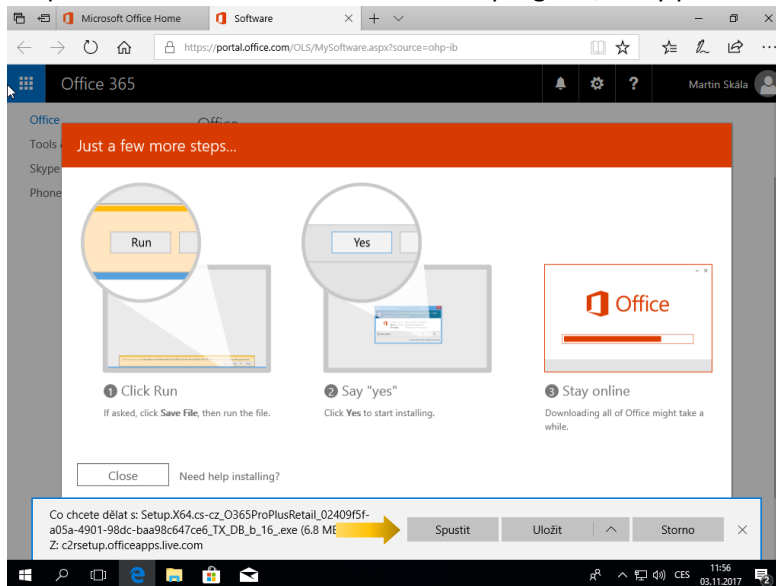 Microsoft Office Home
Software
https://portal.office.com/OLS/MySoftware.aspx?source=ohp-ib
Office 365
?
Martin Skála
Office
Office
Tools
Skype
Phone
Just a few more steps...
Run
Yes
Office
1 Click Run
If asked, click Save File, then run the file.
2 Say "yes"
Click Yes to start installing.
3 Stay online
Downloading all of Office might take a
while.
Close
Need help installing?
Co chcete dělat s: Setup.X64.cs-cz_O365ProPlusRetail_02409f5f-
a05a-4901-98dc-baa98c647ce6_TX_DB_b_16_.exe (6.8 MB
Z: c2rsetup.officeapps.live.com
Spustit
Uložit
Storno
CES
11:56
03.11.2017